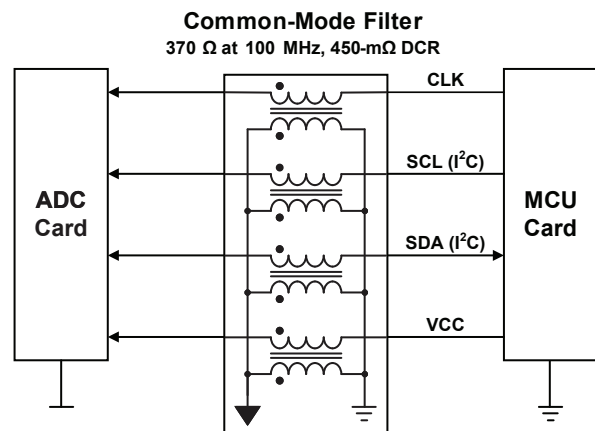 Common-Mode Filter
370 Ω at 100 MHz, 450-mΩ DCR
CLK
SCL (I²C)
ADC
Card
MCU
Card
SDA (I²C)
VCC